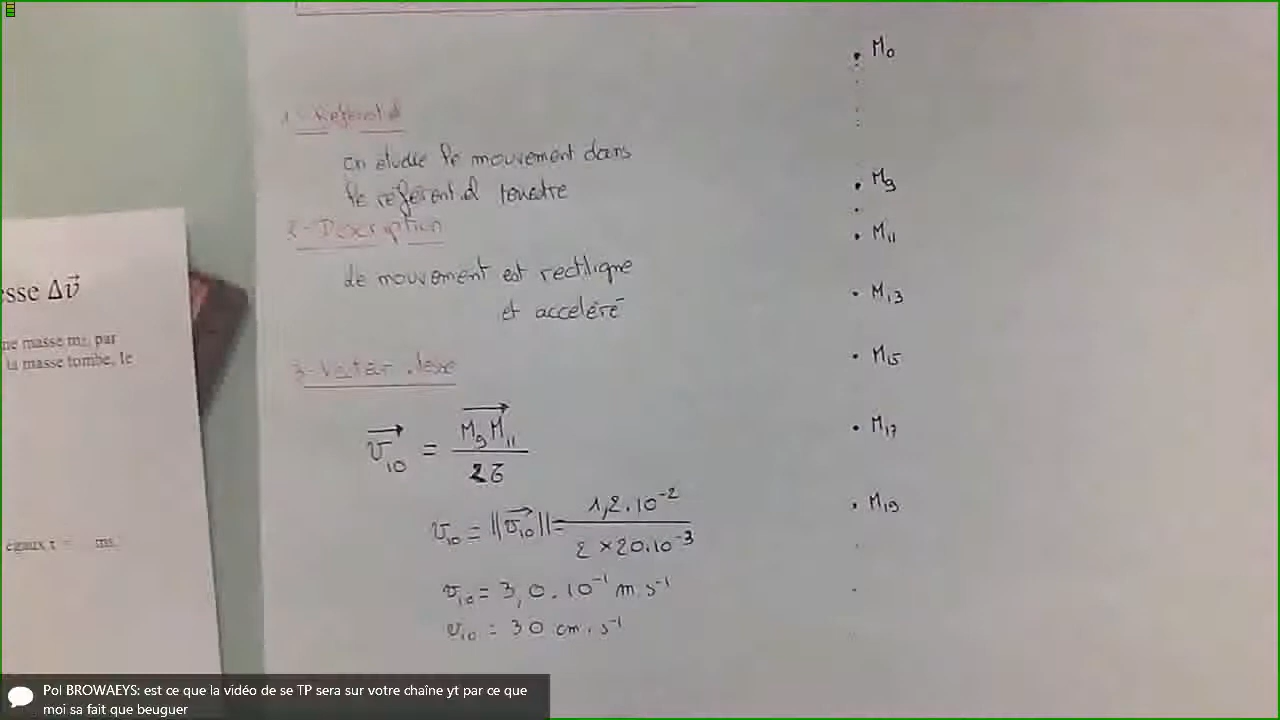 1- Référentiel
on étudie le mouvement dans
le référentiel terrestre
2- Description
Le mouvement est rectiligne
et acceléré
3- Vecteur vitesse
v₁₀→ = M₉M₁₁→ / 2τ
v₁₀ = ||v₁₀→|| = 1,2.10⁻² / 2 × 20.10⁻³
v₁₀ = 3,0.10⁻¹ m.s⁻¹
v₁₀ = 30 cm.s⁻¹
M₀
M₉
M₁₁
M₁₃
M₁₅
M₁₇
M₁₉
esse Δv→
ne masse m₂, par
la masse tombe, le
égaux τ = ms.
Pol BROWAEYS: est ce que la vidéo de se TP sera sur votre chaîne yt par ce que
moi sa fait que beuguer